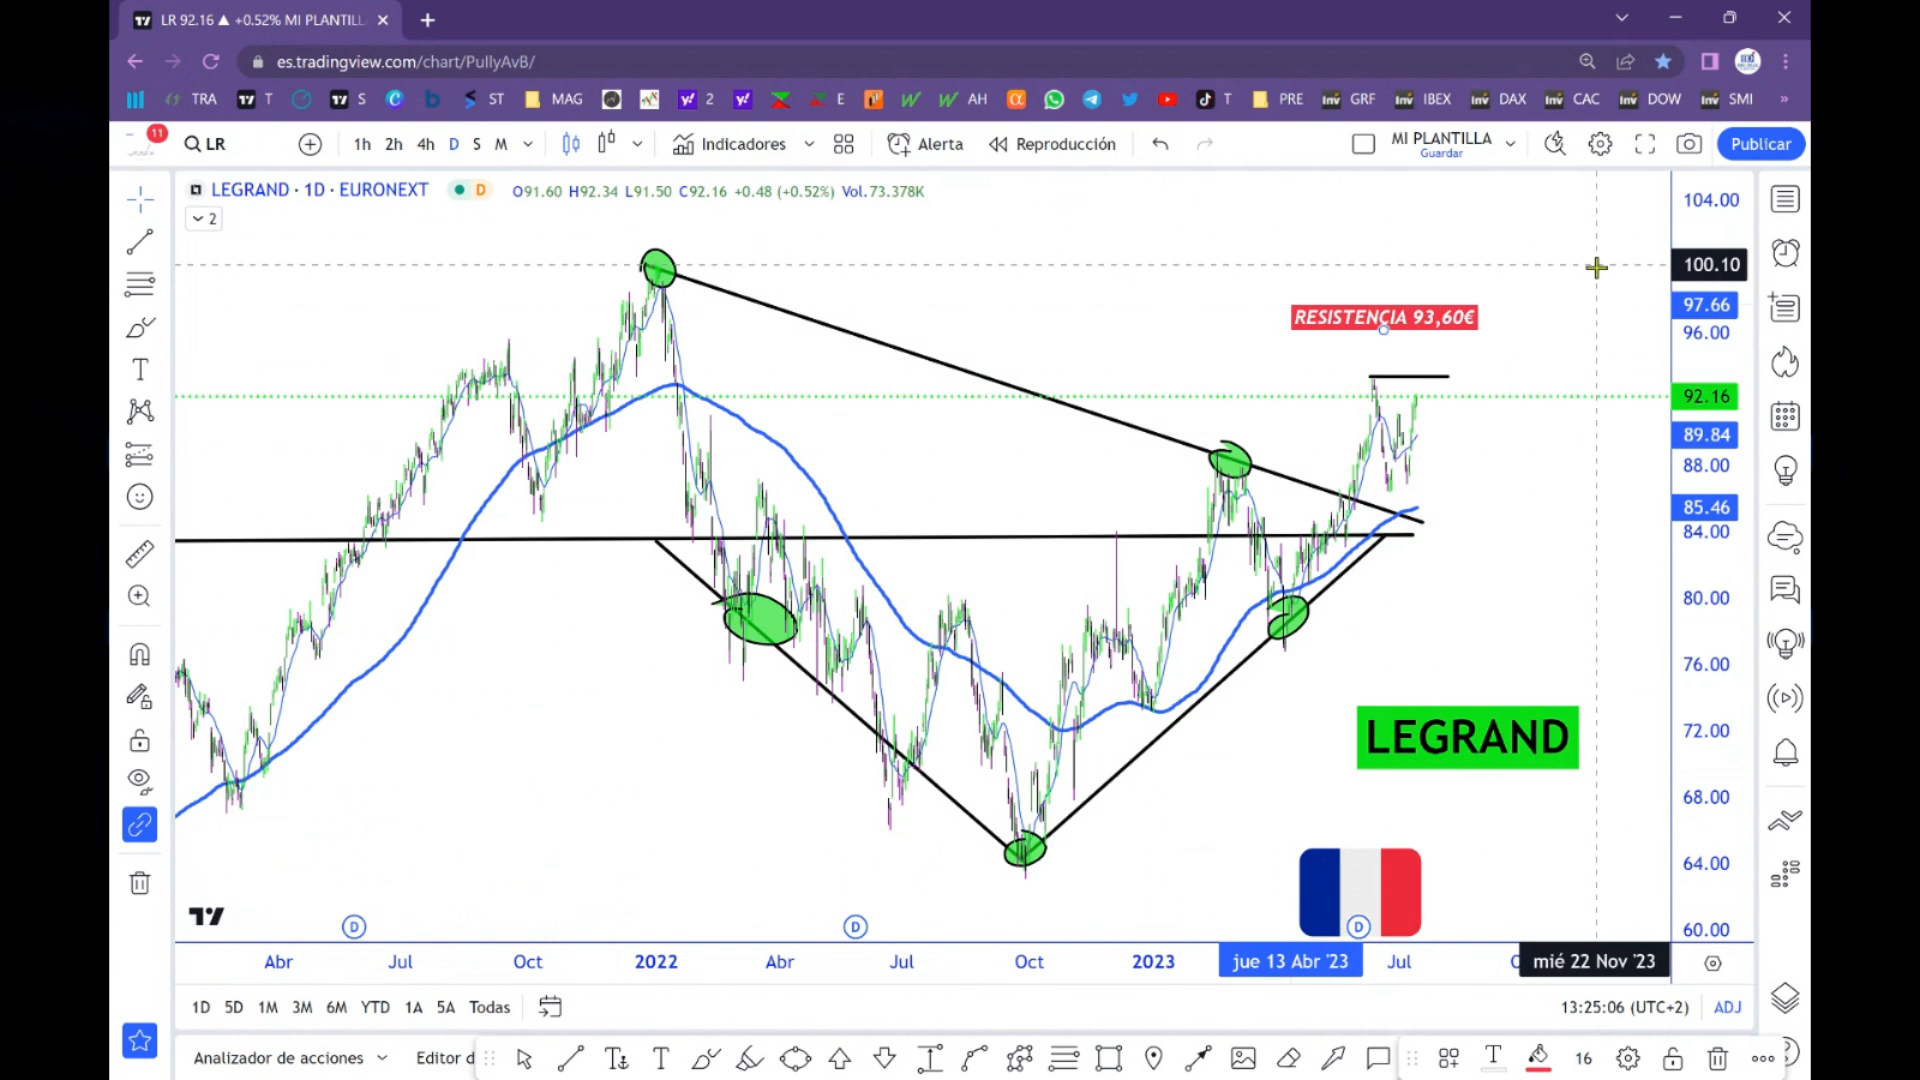 LR 92.16 ▲ +0.52% MI PLANTILL
es.tradingview.com/chart/PullyAvB/
TRA T S ST MAG 2 E AH T PRE GRF IBEX DAX CAC DOW SMI »
11
LR 1h 2h 4h D S M Indicadores Alerta Reproducción MI PLANTILLA Publicar
Guardar
LEGRAND · 1D · EURONEXT D O91.60 H92.34 L91.50 C92.16 +0.48 (+0.52%) Vol.73.378K
2
104.00
100.10
97.66
96.00
92.16
89.84
88.00
85.46
84.00
80.00
76.00
72.00
68.00
64.00
60.00
RESISTENCIA 93,60€
LEGRAND
D D D
Abr Jul Oct 2022 Abr Jul Oct 2023 jue 13 Abr '23 Jul mié 22 Nov '23
1D 5D 1M 3M 6M YTD 1A 5A Todas 13:25:06 (UTC+2) ADJ
Analizador de acciones Editor d 16